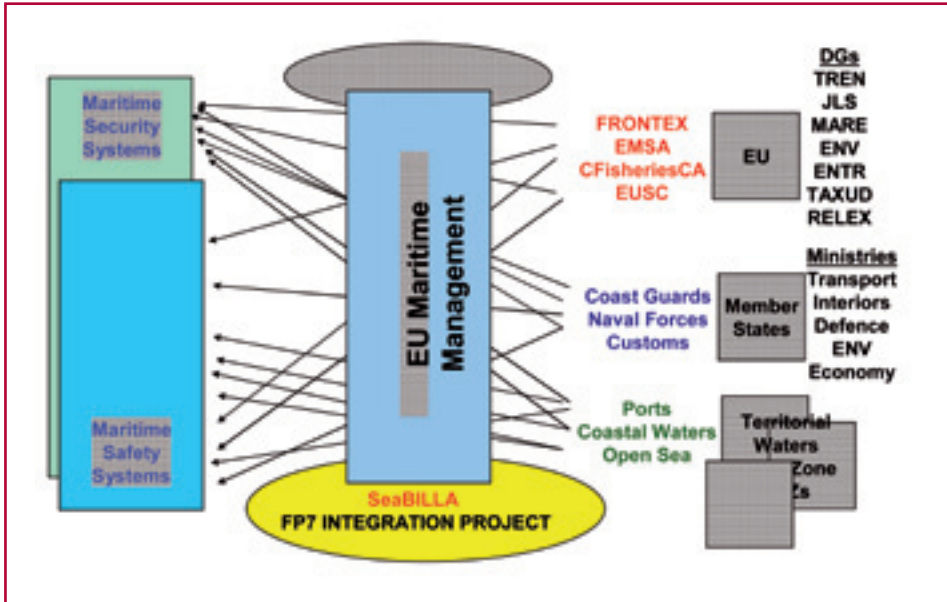 Maritime
Security
Systems
Maritime
Safety
Systems
EU Maritime
Management
SeaBILLA
FP7 INTEGRATION PROJECT
FRONTEX
EMSA
CFisheriesCA
EUSC
EU
DGs
TREN
JLS
MARE
ENV
ENTR
TAXUD
RELEX
Coast Guards
Naval Forces
Customs
Member
States
Ministries
Transport
Interiors
Defence
ENV
Economy
Ports
Coastal Waters
Open Sea
Territorial
Waters
Zone
Zs